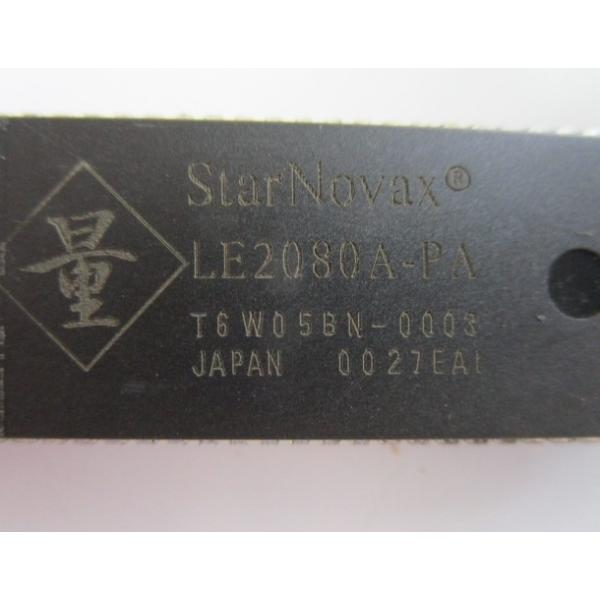 量
StarNovax®
LE2080A-PA
T6W05BN-0003
JAPAN 0027EAI